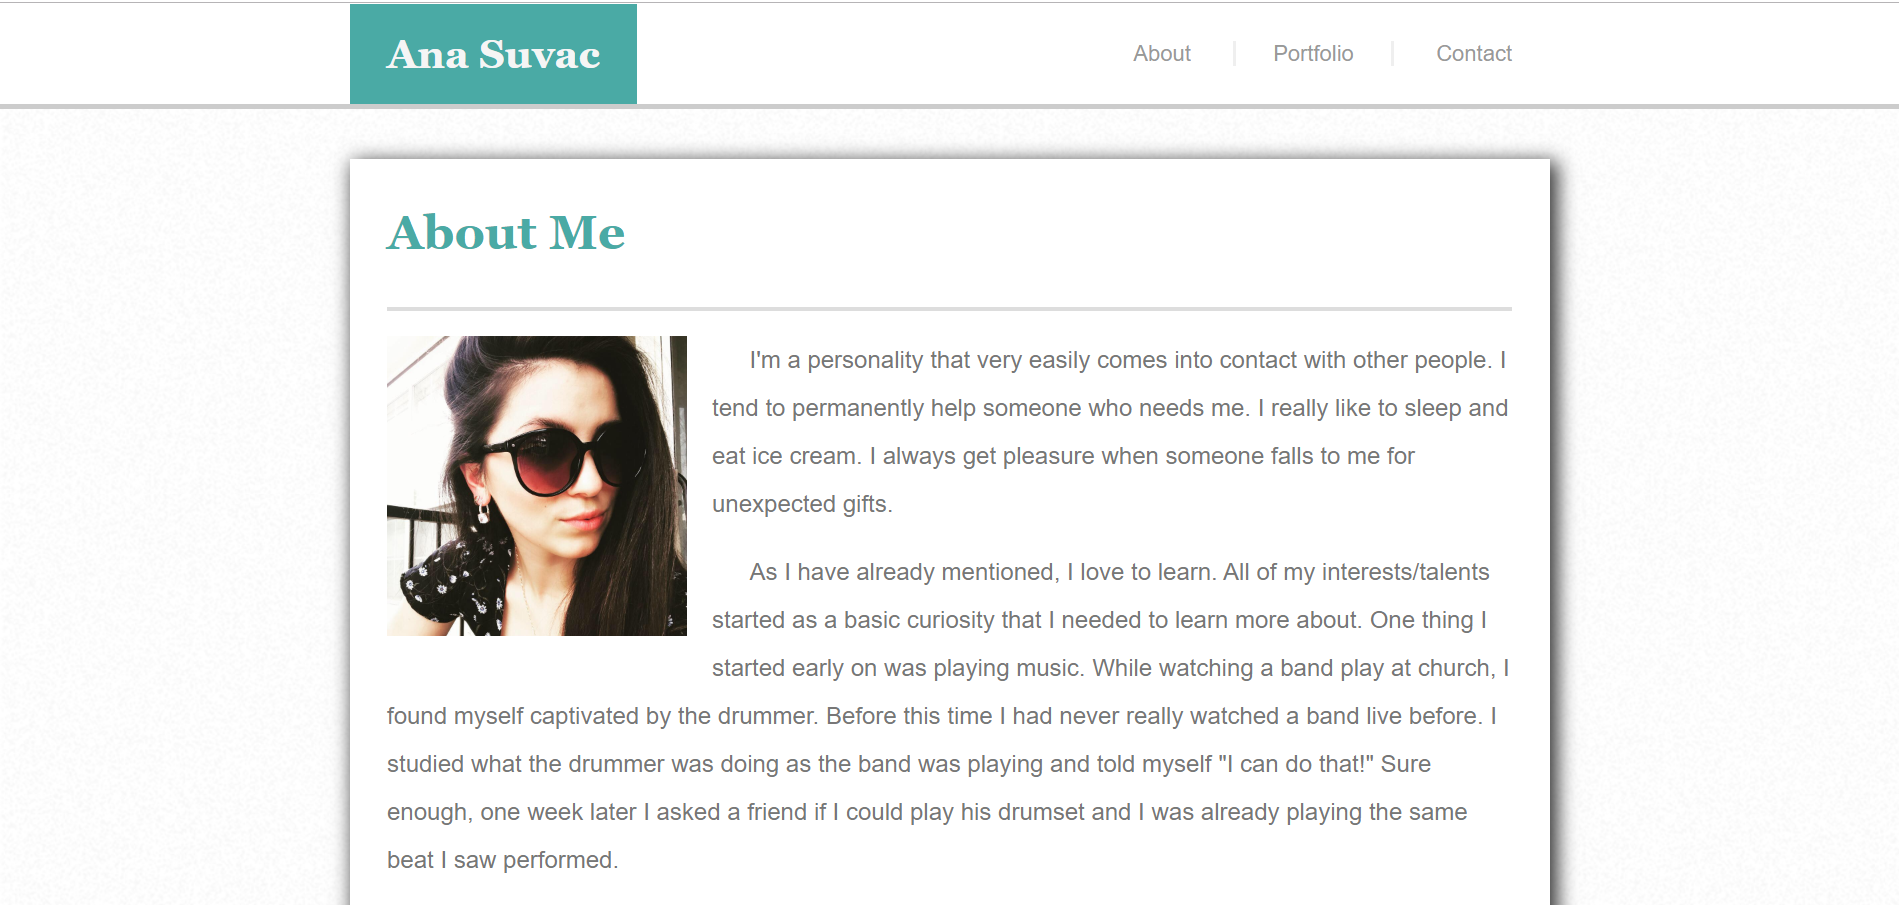 Ana Suvac
About
Portfolio
Contact
About Me
I'm a personality that very easily comes into contact with other people. I
tend to permanently help someone who needs me. I really like to sleep and
eat ice cream. I always get pleasure when someone falls to me for
unexpected gifts.
As I have already mentioned, I love to learn. All of my interests/talents
started as a basic curiosity that I needed to learn more about. One thing I
started early on was playing music. While watching a band play at church, I
found myself captivated by the drummer. Before this time I had never really watched a band live before. I
studied what the drummer was doing as the band was playing and told myself "I can do that!" Sure
enough, one week later I asked a friend if I could play his drumset and I was already playing the same
beat I saw performed.